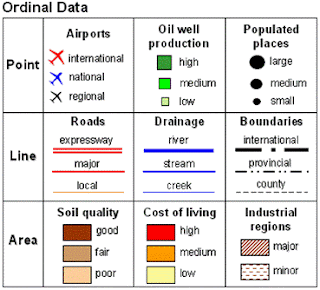 Ordinal Data
Point
Airports
international
national
regional
Oil well
production
high
medium
low
Populated
places
large
medium
small
Line
Roads
expressway
major
local
Drainage
river
stream
creek
Boundaries
international
provincial
county
Area
Soil quality
good
fair
poor
Cost of living
high
medium
low
Industrial
regions
major
minor